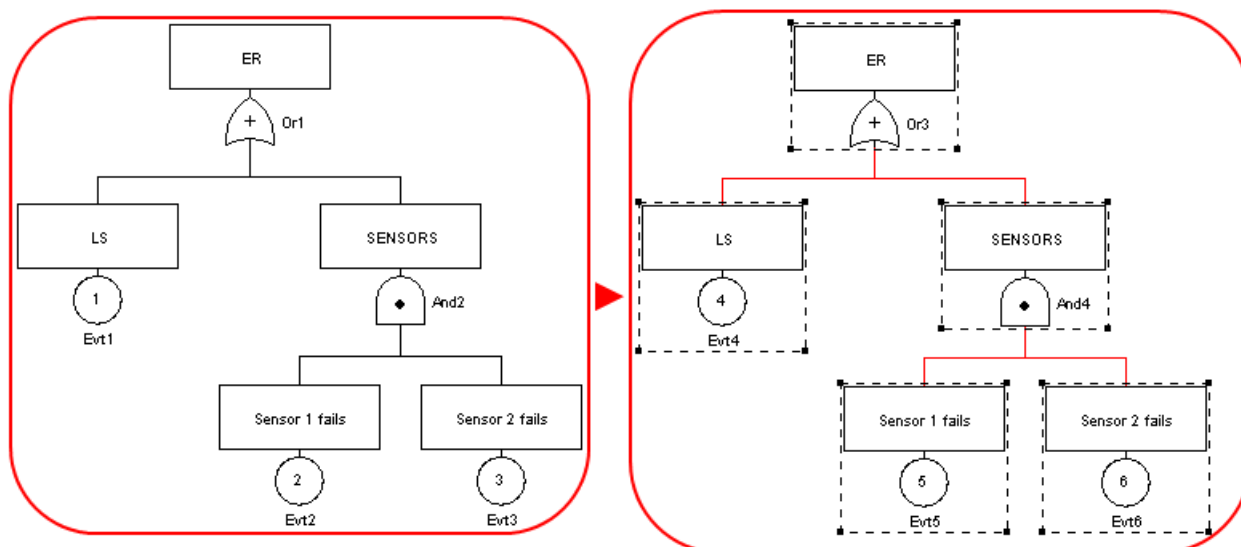 ER
+
Or1
LS
SENSORS
1
Evt1
And2
Sensor 1 fails
Sensor 2 fails
2
3
Evt2
Evt3
ER
+
Or3
LS
SENSORS
4
Evt4
And4
Sensor 1 fails
Sensor 2 fails
5
6
Evt5
Evt6